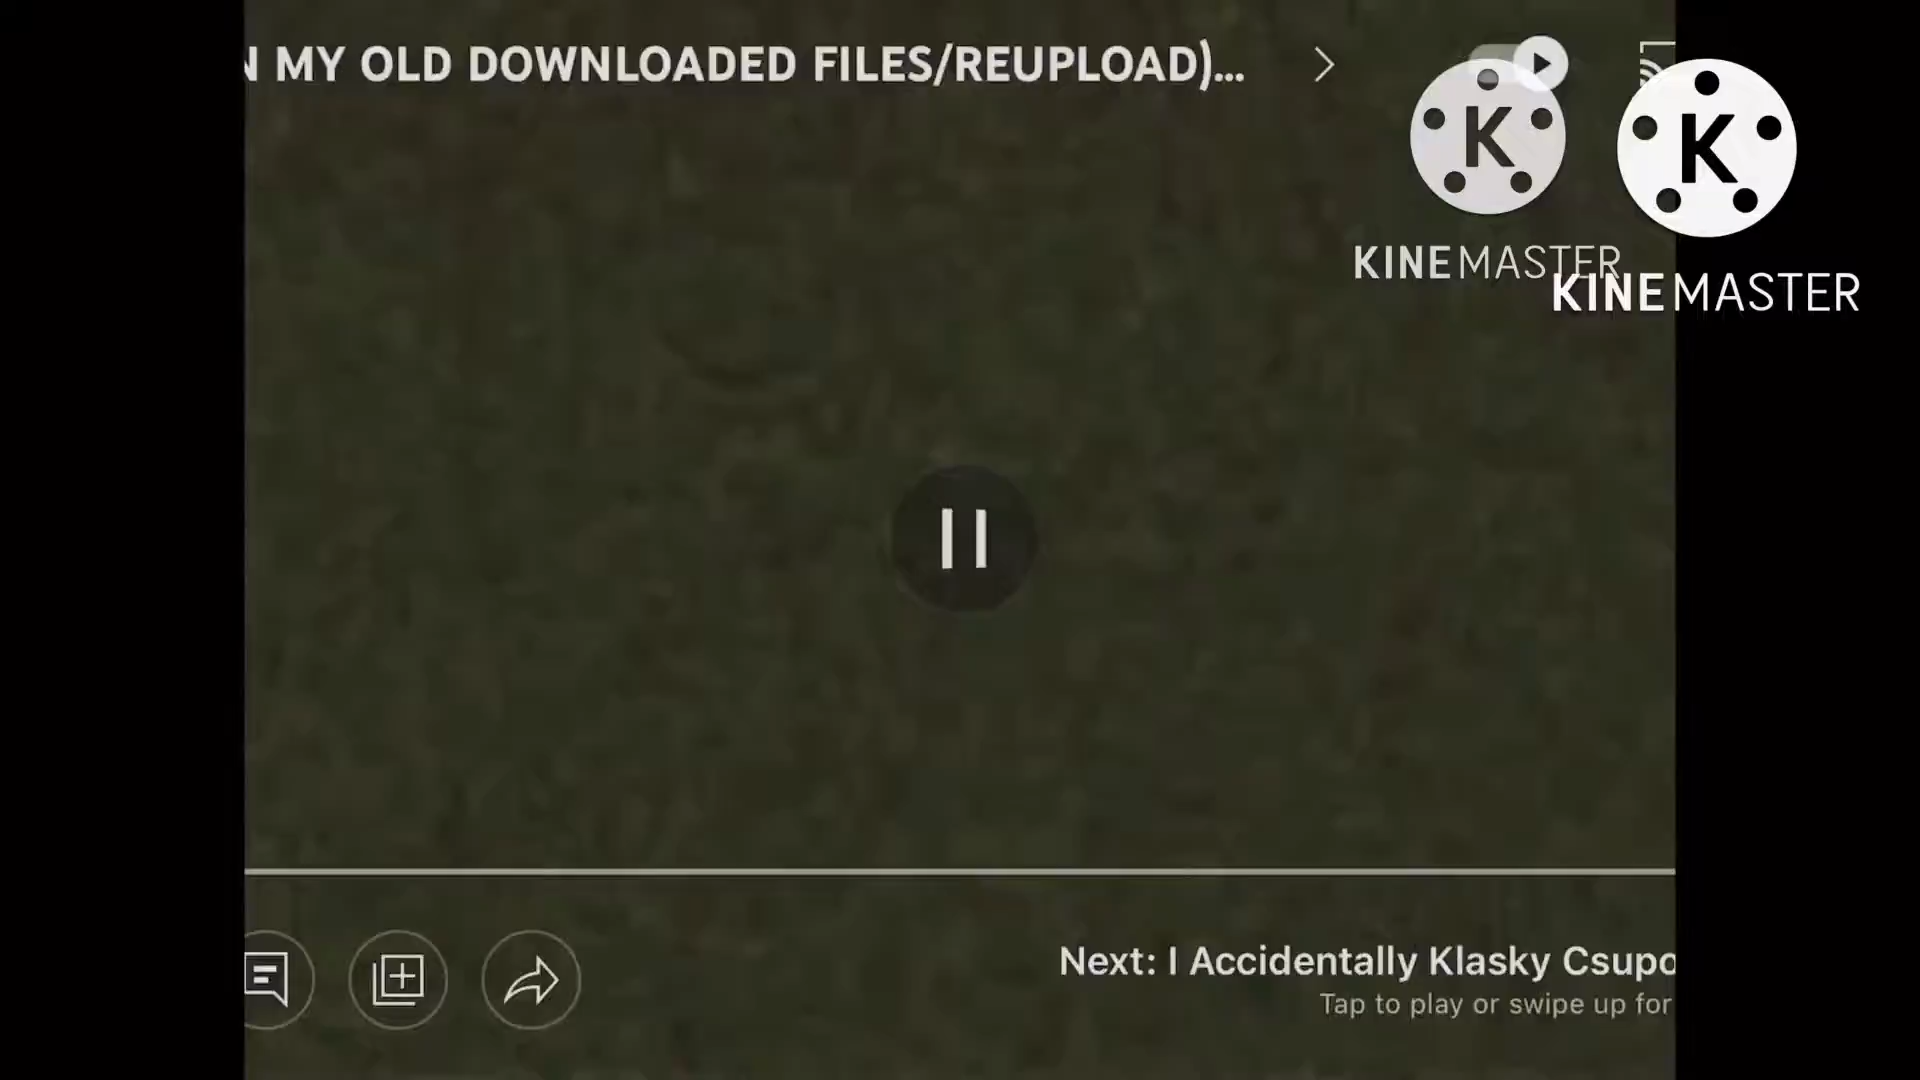 MY OLD DOWNLOADED FILES/REUPLOAD)...
K
KINEMASTER
K
KINEMASTER
Next: I Accidentally Klasky Csupo
Tap to play or swipe up for